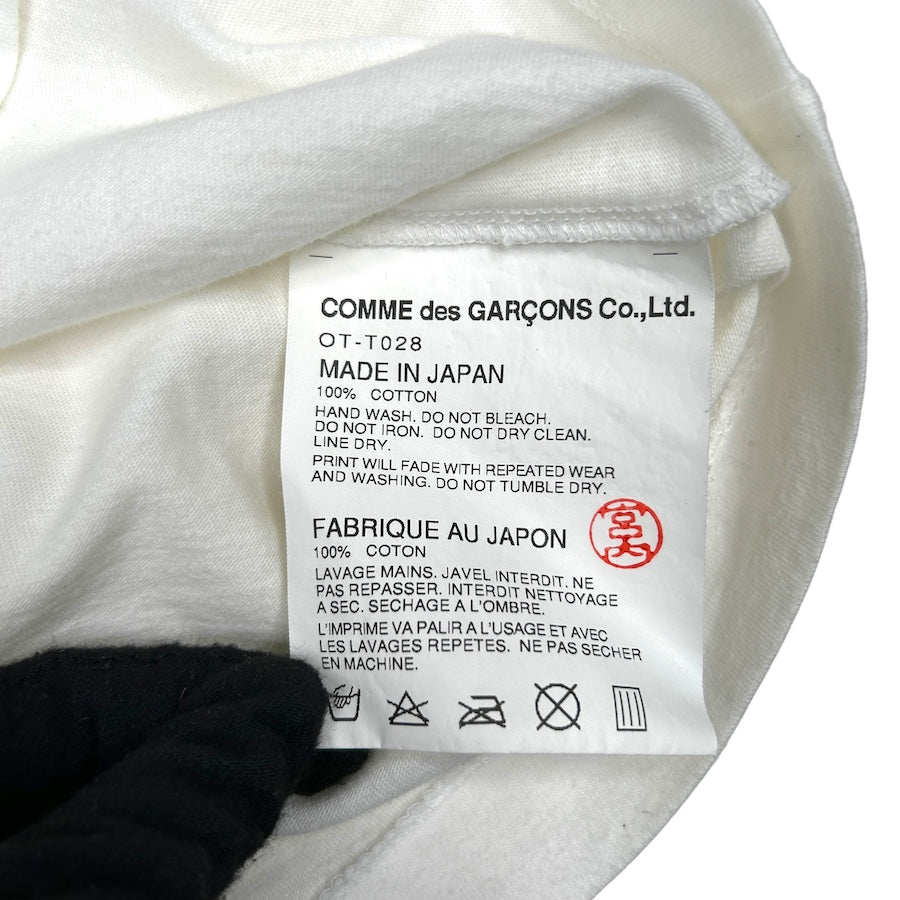 COMME des GARÇONS Co.,Ltd.
OT-T028
MADE IN JAPAN
100% COTTON
HAND WASH. DO NOT BLEACH.
DO NOT IRON. DO NOT DRY CLEAN.
LINE DRY.
PRINT WILL FADE WITH REPEATED WEAR
AND WASHING. DO NOT TUMBLE DRY.
FABRIQUE AU JAPON
100% COTON
LAVAGE MAINS. JAVEL INTERDIT. NE
PAS REPASSER. INTERDIT NETTOYAGE
A SEC. SECHAGE A L'OMBRE.
L'IMPRIME VA PALIR A L'USAGE ET AVEC
LES LAVAGES REPETES. NE PAS SECHER
EN MACHINE.